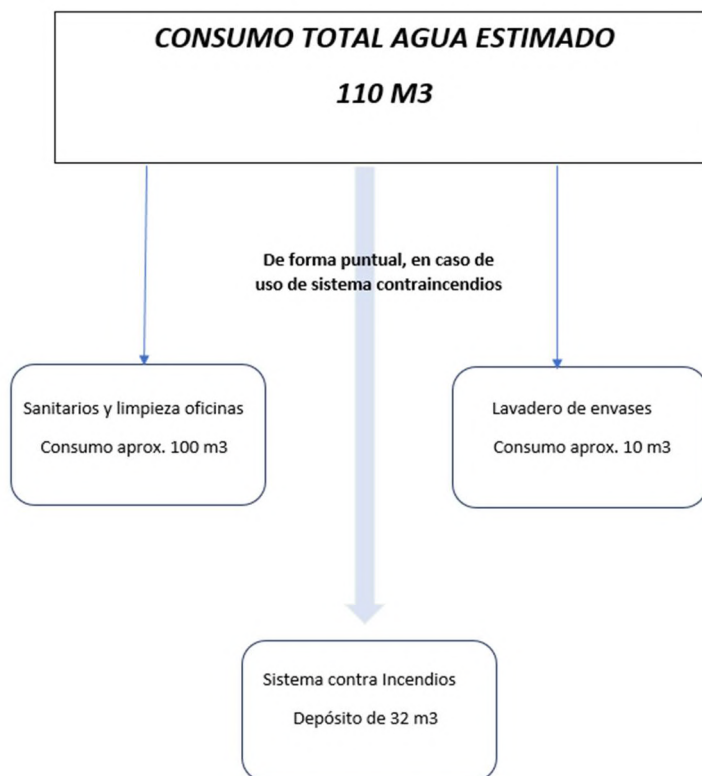 CONSUMO TOTAL AGUA ESTIMADO
110 M3
De forma puntual, en caso de
uso de sistema contraincendios
Sanitarios y limpieza oficinas
Consumo aprox. 100 m3
Lavadero de envases
Consumo aprox. 10 m3
Sistema contra Incendios
Depósito de 32 m3